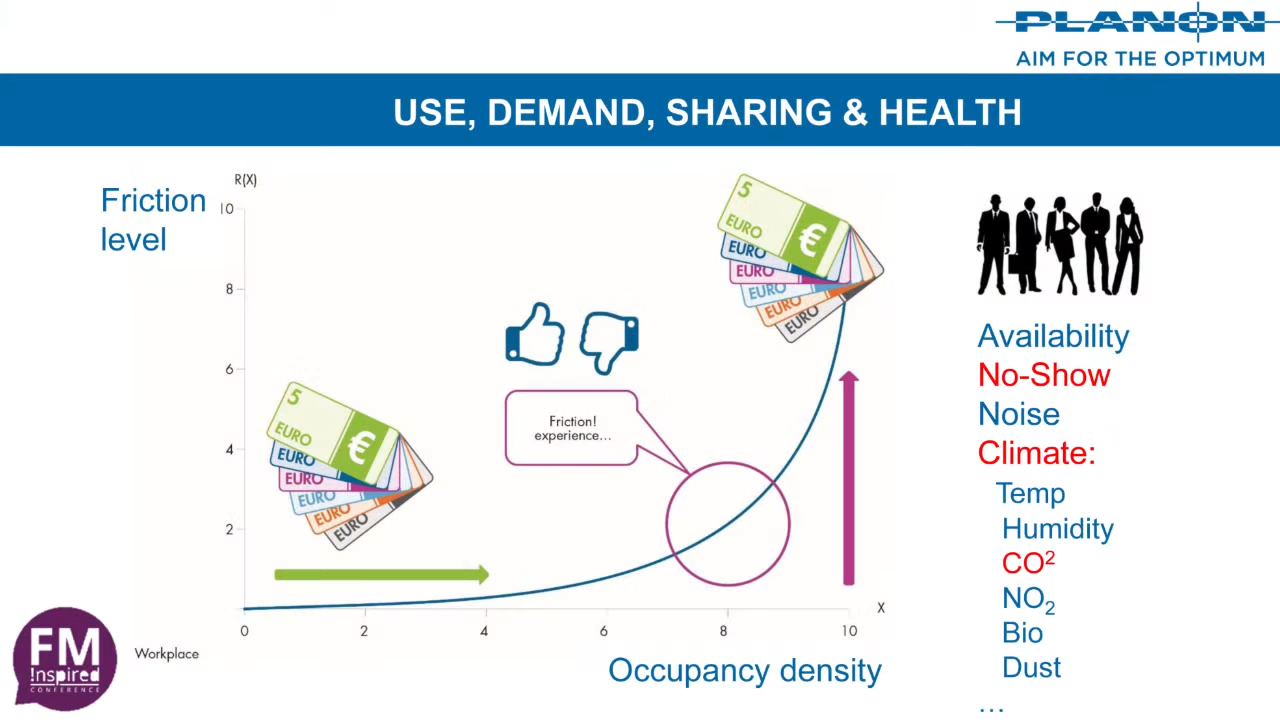 PLANON
AIM FOR THE OPTIMUM
USE, DEMAND, SHARING & HEALTH
Friction
level
R(X)
10
8
6
4
2
0
2
4
6
8
10
X
5
EURO
€
EURO
EURO
EURO
EURO
EURO
5
EURO
€
EURO
EURO
EURO
EURO
EURO
Friction!
experience...
Workplace
Occupancy density
Availability
No-Show
Noise
Climate:
Temp
Humidity
CO²
NO₂
Bio
Dust
...
FM
!nspired
CONFERENCE